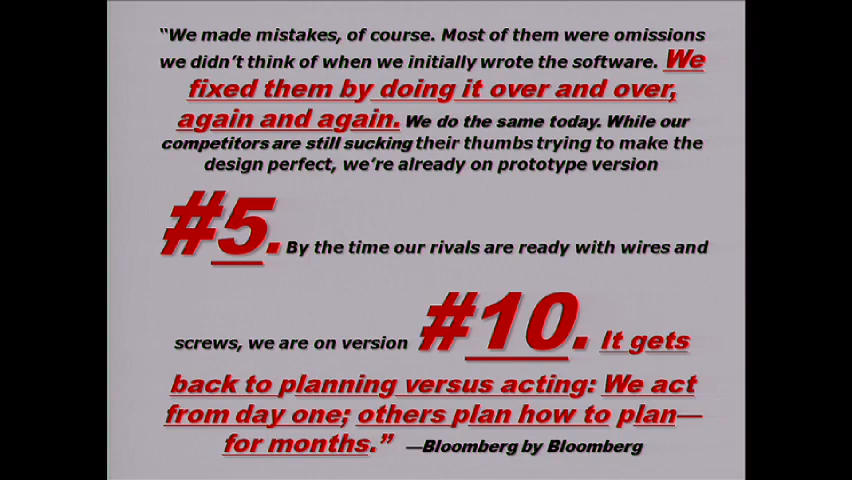 “We made mistakes, of course. Most of them were omissions
we didn’t think of when we initially wrote the software. We
fixed them by doing it over and over,
again and again. We do the same today. While our
competitors are still sucking their thumbs trying to make the
design perfect, we’re already on prototype version
#5. By the time our rivals are ready with wires and
screws, we are on version #10. It gets
back to planning versus acting: We act
from day one; others plan how to plan—
for months.” —Bloomberg by Bloomberg